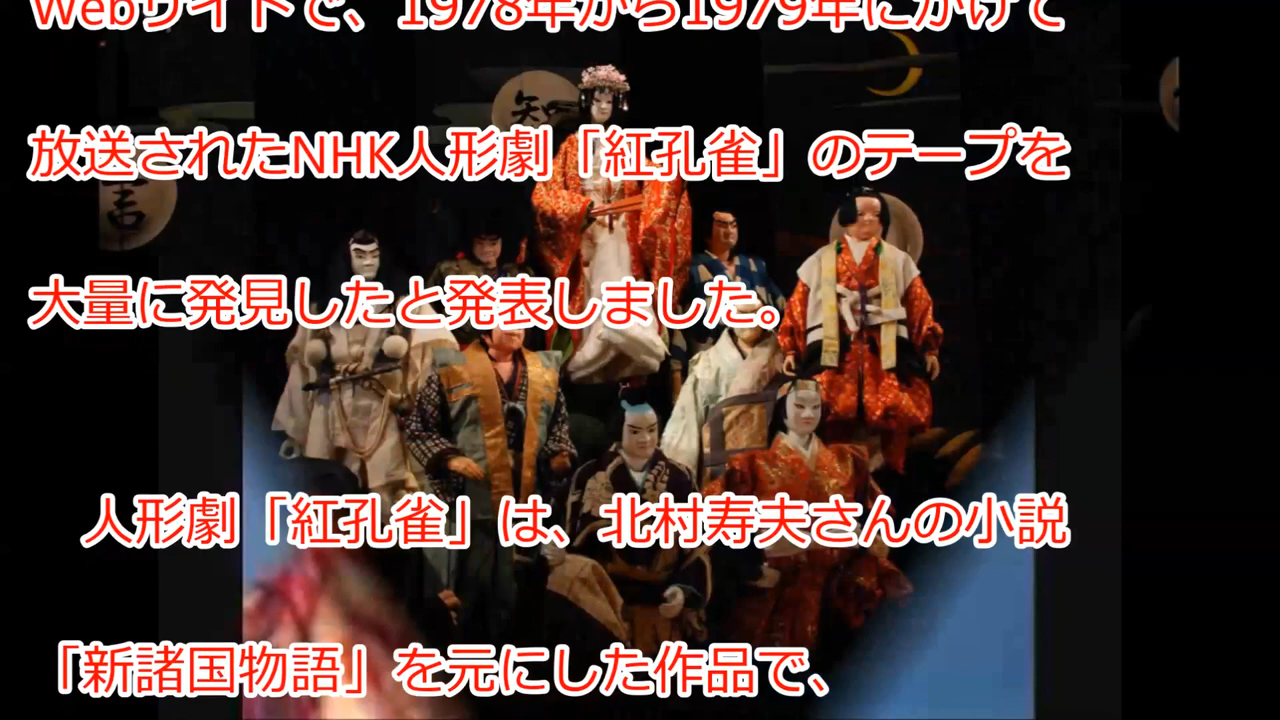 Webサイトで、1978年から1979年にかけて
放送されたNHK人形劇「紅孔雀」のテープを
大量に発見したと発表しました。
人形劇「紅孔雀」は、北村寿夫さんの小説
「新諸国物語」を元にした作品で、